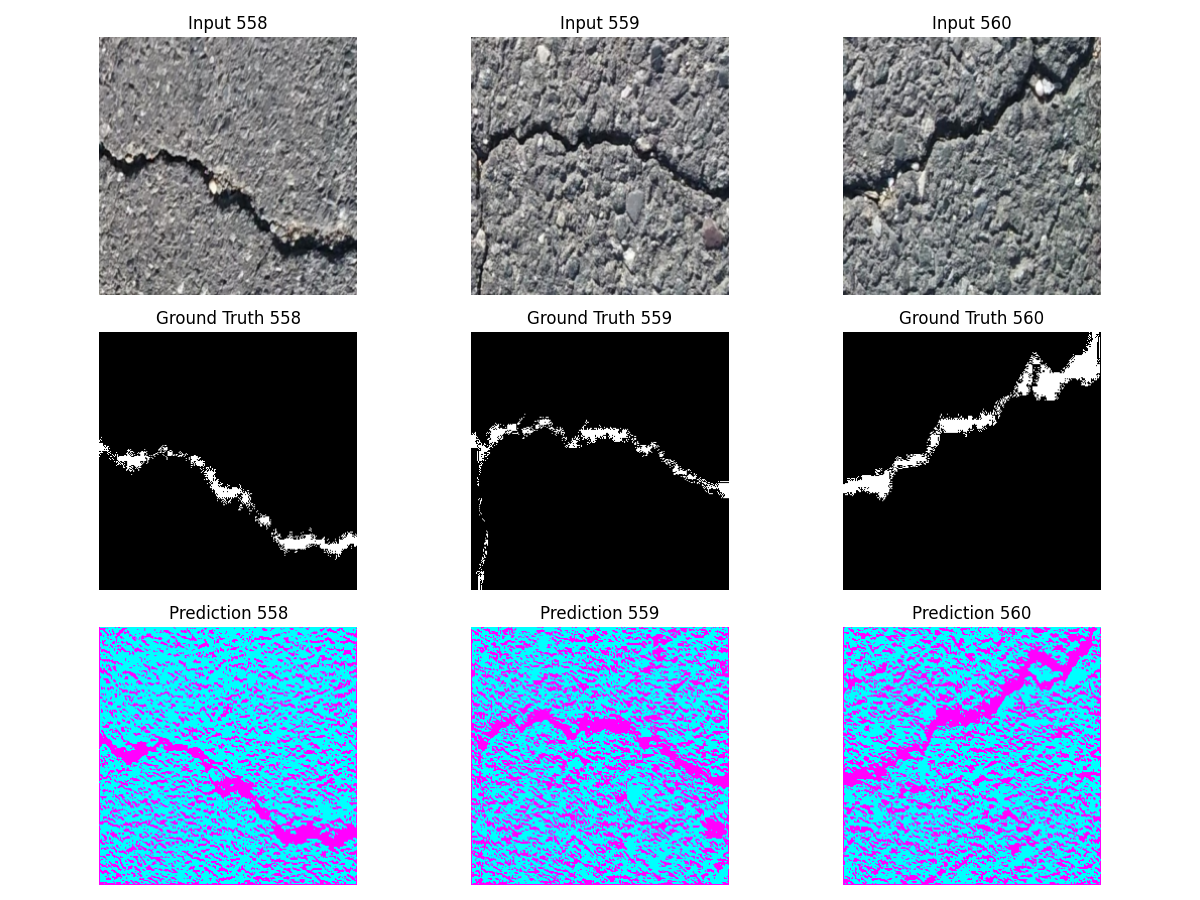 Input 558
Input 559
Input 560
Ground Truth 558
Ground Truth 559
Ground Truth 560
Prediction 558
Prediction 559
Prediction 560